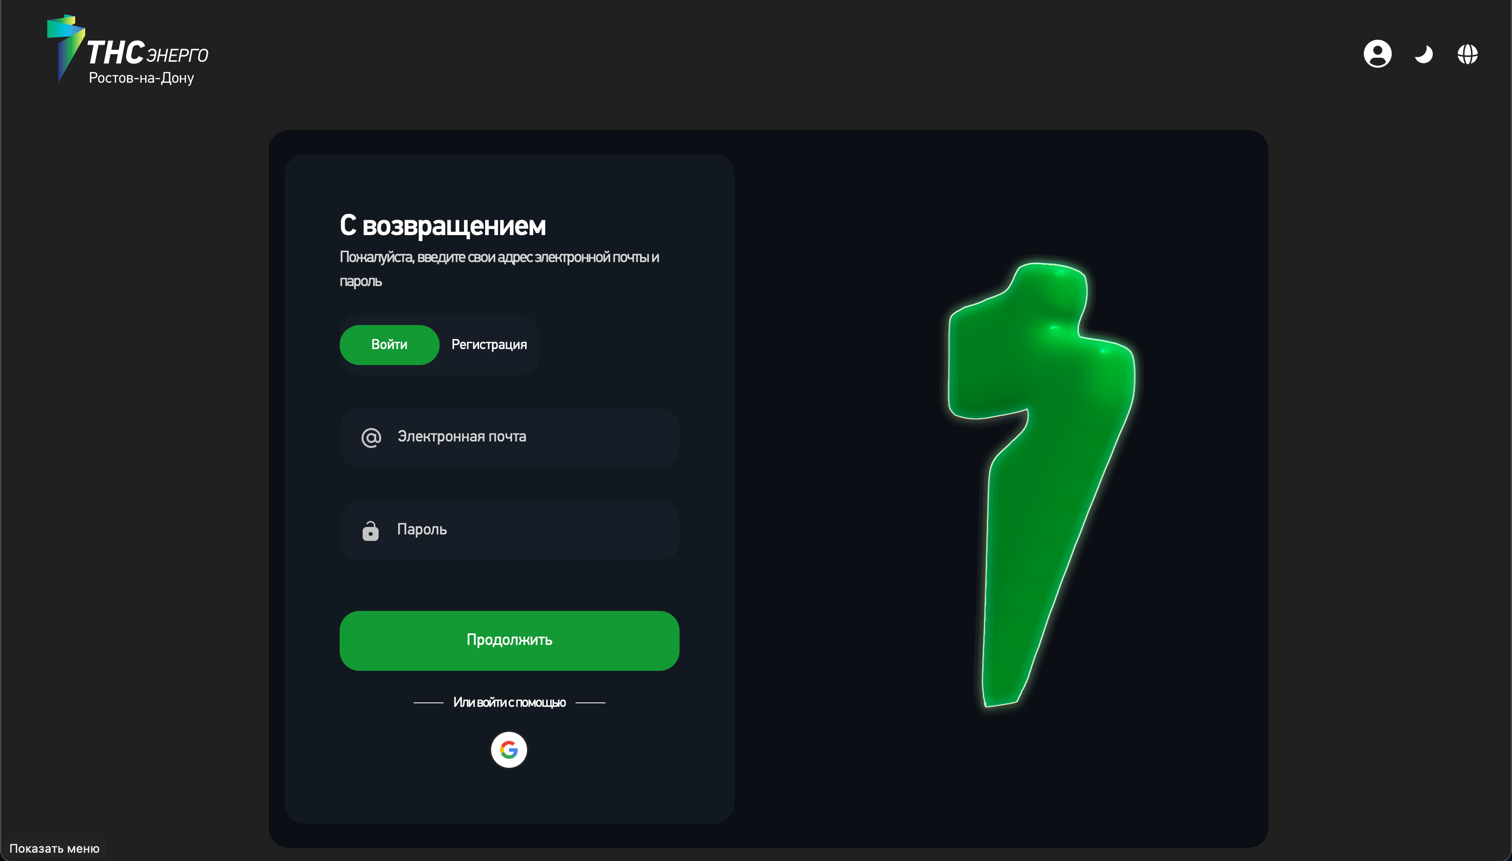 ТНС ЭНЕРГО
Ростов-на-Дону
С возвращением
Пожалуйста, введите свои адрес электронной почты и
пароль
Войти
Регистрация
Электронная почта
Пароль
Продолжить
Или войти с помощью
Показать меню